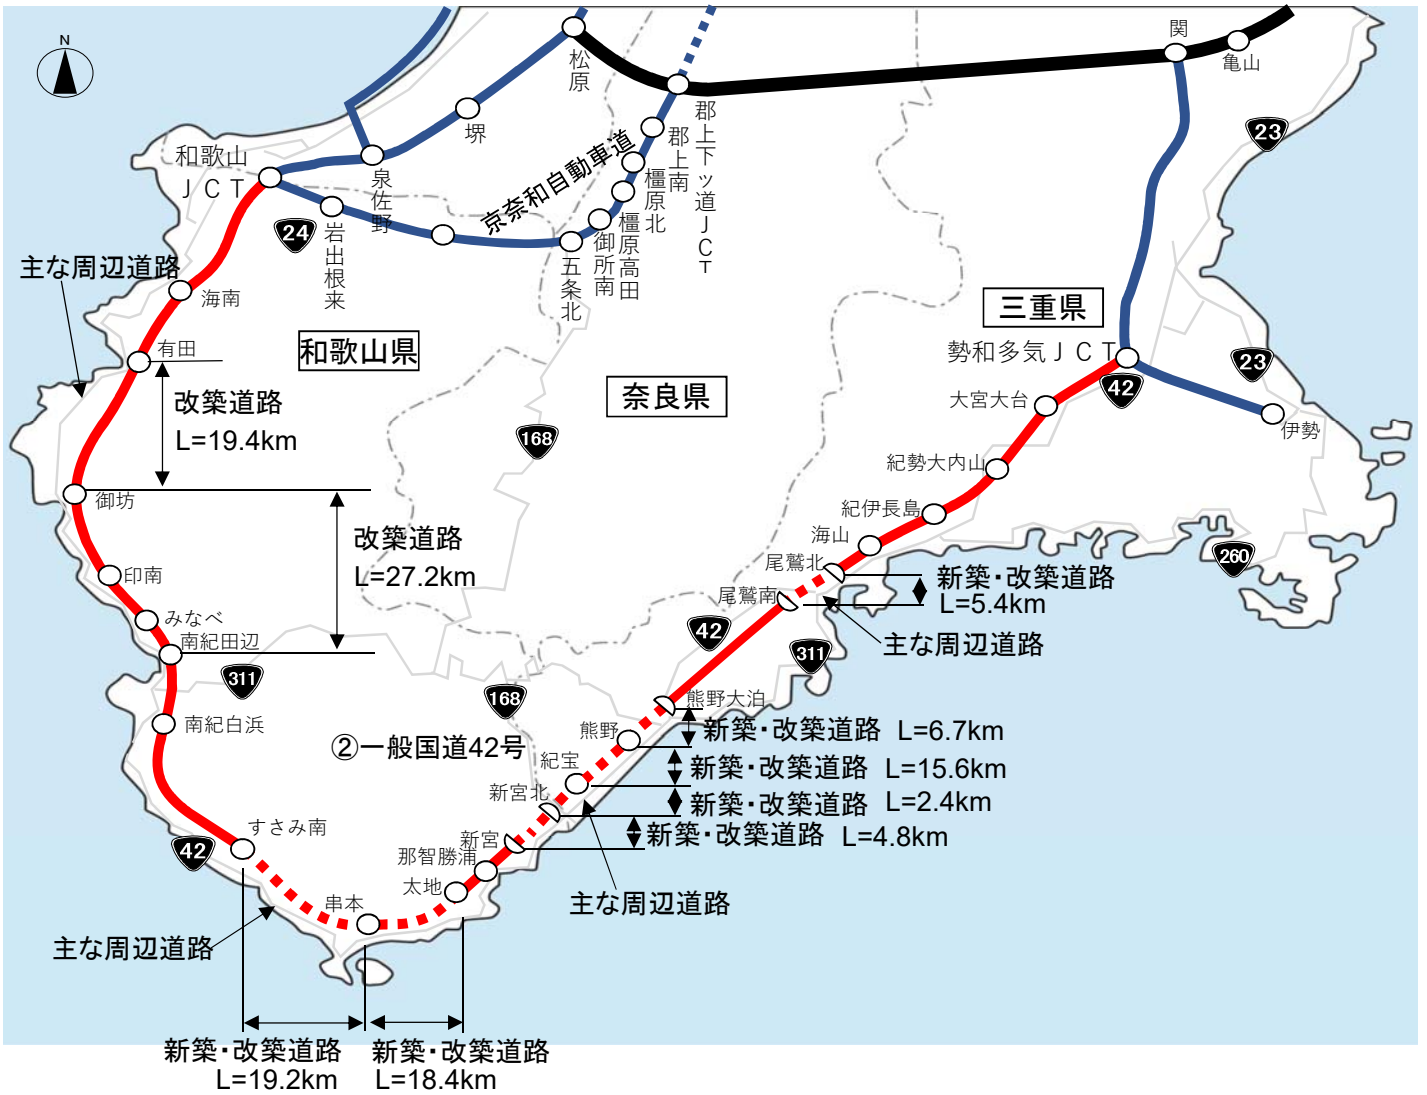 N
松原
関
亀山
堺
和歌山
ＪＣＴ
泉佐野
京奈和自動車道
郡上下ッ道JCT
郡上南
橿原北
橿原高田
御所南
五条北
岩出根来
24
23
主な周辺道路
海南
和歌山県
三重県
有田
勢和多気ＪＣＴ
42
23
改築道路
L=19.4km
奈良県
大宮大台
伊勢
168
紀勢大内山
御坊
紀伊長島
改築道路
L=27.2km
海山
尾鷲北
260
印南
新築・改築道路
L=5.4km
尾鷲南
みなべ
42
南紀田辺
主な周辺道路
311
311
168
熊野大泊
南紀白浜
②一般国道42号
熊野
新築・改築道路 L=6.7km
紀宝
新築・改築道路 L=15.6km
新宮北
新築・改築道路 L=2.4km
すさみ南
新宮
新築・改築道路 L=4.8km
42
那智勝浦
太地
主な周辺道路
串本
主な周辺道路
新築・改築道路
L=19.2km
新築・改築道路
L=18.4km